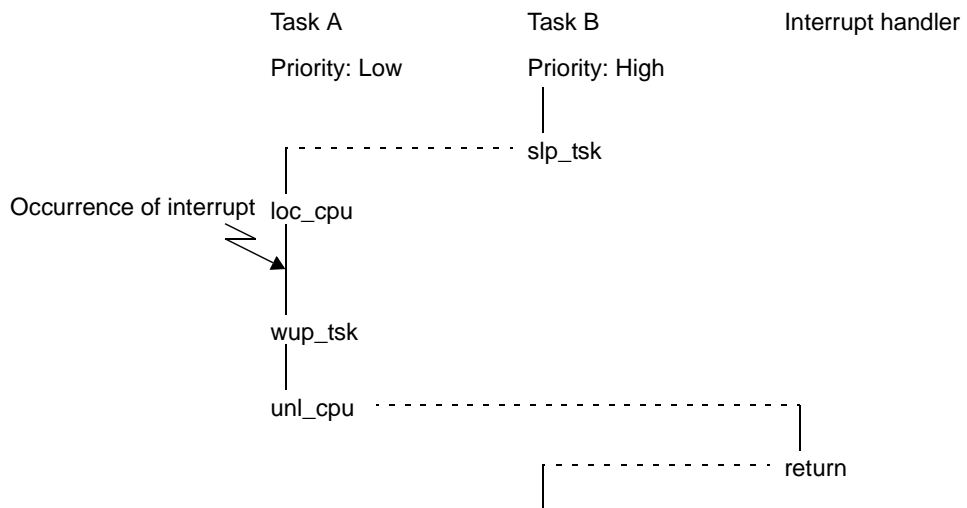 Task A Task B Interrupt handler
Priority: Low Priority: High
slp_tsk
Occurrence of interrupt loc_cpu
wup_tsk
unl_cpu
return